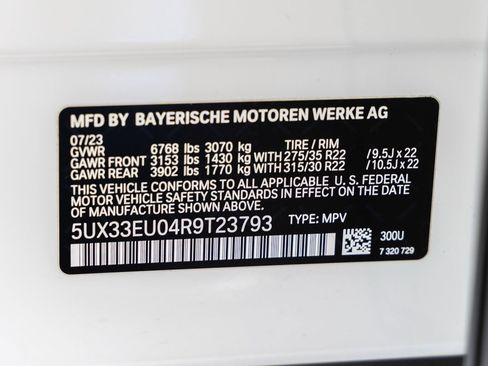 MFD BY BAYERISCHE MOTOREN WERKE AG
07/23
GVWR 6768 lbs 3070 kg TIRE / RIM
GAWR FRONT 3153 lbs 1430 kg WITH 275/35 R22 / 9.5J x 22
GAWR REAR 3902 lbs 1770 kg WITH 315/30 R22 / 10.5J x 22
THIS VEHICLE CONFORMS TO ALL APPLICABLE U. S. FEDERAL
MOTOR VEHICLE SAFETY STANDARDS IN EFFECT ON THE DATE
OF MANUFACTURE SHOWN ABOVE.
5UX33EU04R9T23793 TYPE: MPV
300U
7 320 729